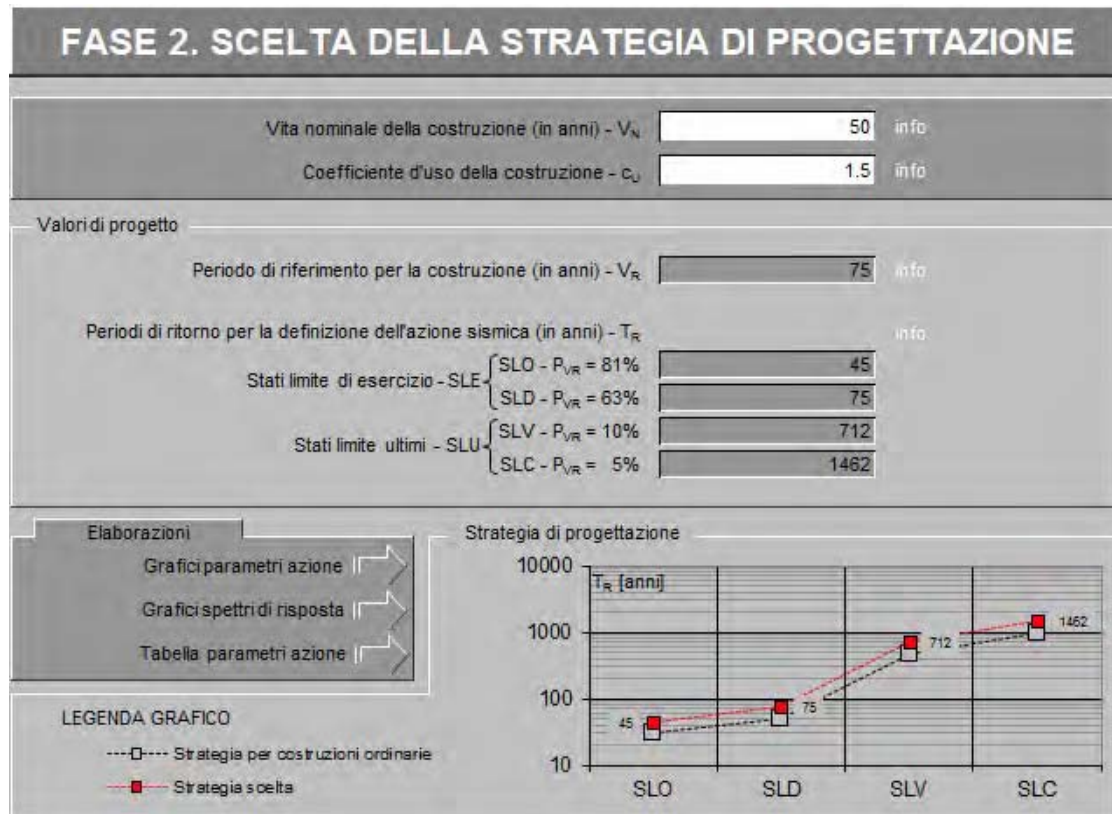 FASE 2. SCELTA DELLA STRATEGIA DI PROGETTAZIONE
Vita nominale della costruzione (in anni) - VN 50 info
Coefficiente d'uso della costruzione - cU 1.5 info
Valori di progetto
Periodo di riferimento per la costruzione (in anni) - VR 75 info
Periodi di ritorno per la definizione dell'azione sismica (in anni) - TR info
Stati limite di esercizio - SLE
SLO - PVR = 81% 45
SLD - PVR = 63% 75
Stati limite ultimi - SLU
SLV - PVR = 10% 712
SLC - PVR = 5% 1462
Elaborazioni
Grafici parametri azione
Grafici spettri di risposta
Tabella parametri azione
LEGENDA GRAFICO
Strategia per costruzioni ordinarie
Strategia scelta
Strategia di progettazione
TR [anni]
10000
1000
100
10
45
75
712
1462
SLO SLD SLV SLC